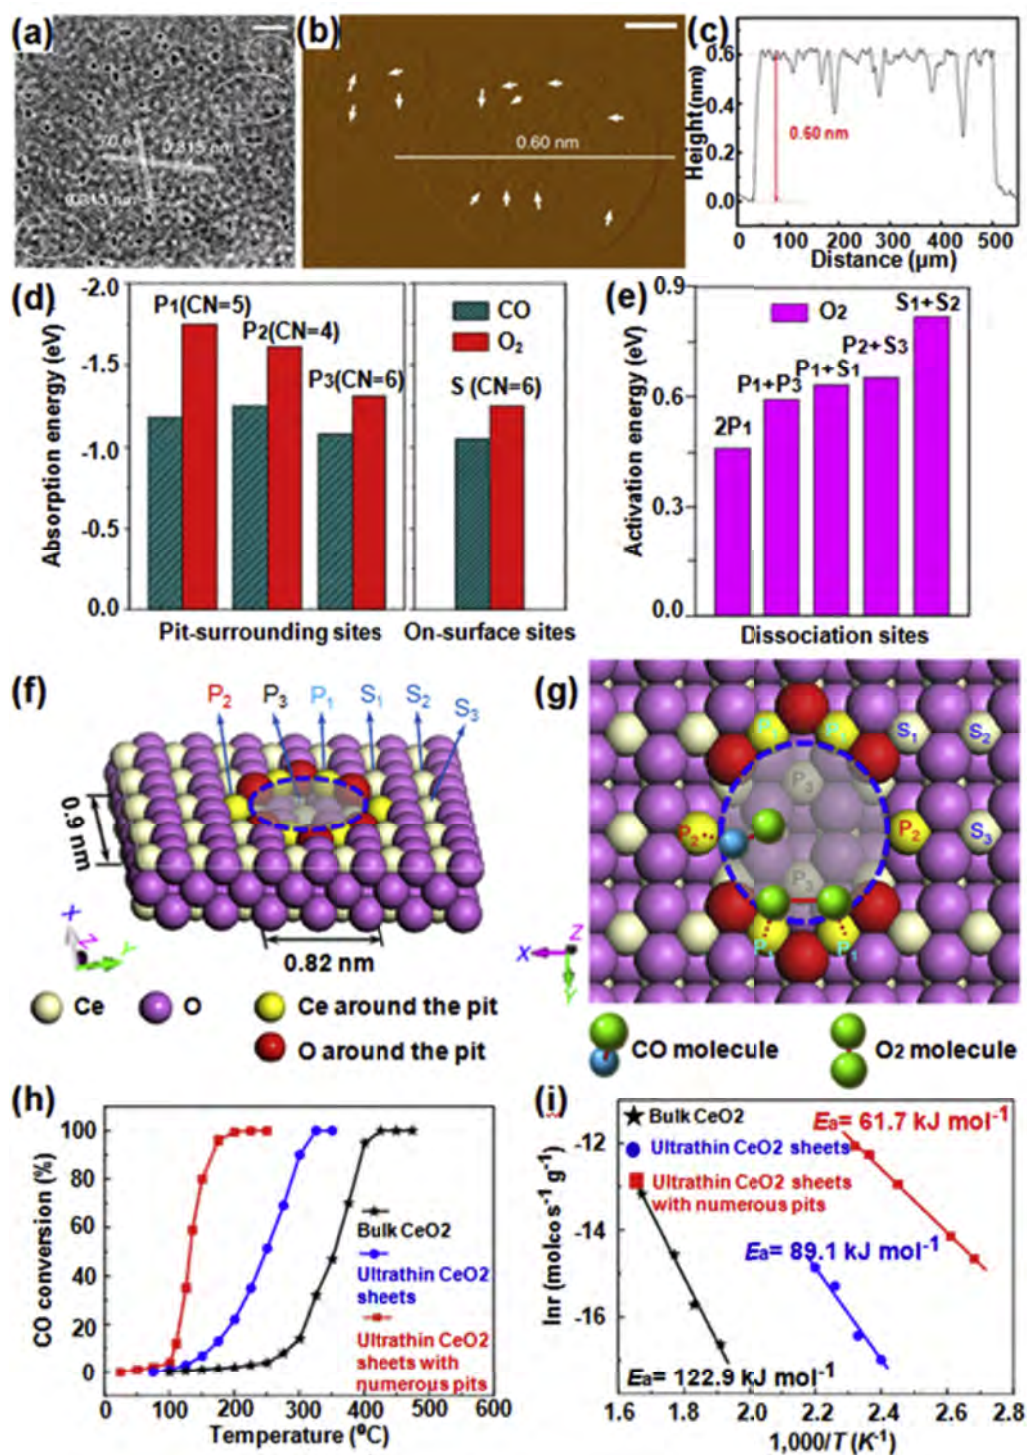 (a)
0.815 nm
(b)
0.60 nm
(c)
Height (nm)
0.6
0.4
0.2
0.0
0.60 nm
0 100 200 300 400 500
Distance (µm)
(d)
Absorption energy (eV)
-2.0
-1.5
-1.0
-0.5
0.0
P1(CN=5)
P2(CN=4)
P3(CN=6)
CO
O2
S (CN=6)
Pit-surrounding sites
On-surface sites
(e)
Activation energy (eV)
0.9
0.6
0.3
0.0
O2
2P1
P1+P3
P1+S1
P2+S3
S1+S2
Dissociation sites
(f)
P2 P3 P1 S1 S2 S3
0.9 nm
0.82 nm
X Z Y
Ce
O
Ce around the pit
O around the pit
(g)
P1 P1 S1 S2
P3
P2 P2 S3
P3
P1 P1
X Z
Y
CO molecule
O2 molecule
(h)
CO conversion (%)
100
80
60
40
20
0
Bulk CeO2
Ultrathin CeO2
sheets
Ultrathin CeO2
sheets with
numerous pits
0 100 200 300 400 500 600
Temperature (⁰C)
(i)
lnr (molco s-1 g-1)
-12
-14
-16
Bulk CeO2
Ultrathin CeO2 sheets
Ultrathin CeO2 sheets
with numerous pits
Ea= 61.7 kJ mol-1
Ea= 89.1 kJ mol-1
Ea= 122.9 kJ mol-1
1.6 1.8 2.0 2.2 2.4 2.6 2.8
1,000/T (K-1)